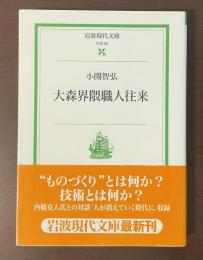 岩波現代文庫
小関智弘
大森界隈職人往来
“ものづくり”とは何か?
技術とは何か?
内橋克人氏との対談「人が消えていく時代に」収録
岩波現代文庫最新刊